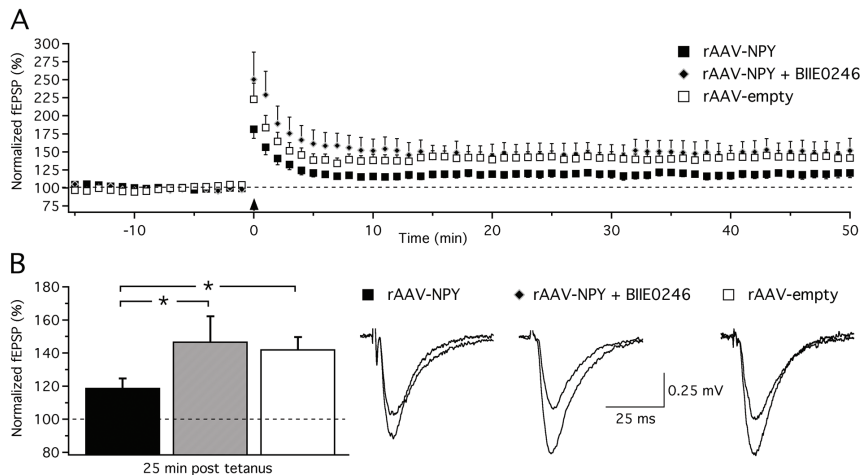 A
Normalized fEPSP (%)
300
275
250
225
200
175
150
125
100
75
rAAV-NPY
rAAV-NPY + BIIE0246
rAAV-empty
-10
0
10
20
30
40
50
Time (min)
B
Normalized fEPSP (%)
180
160
140
120
100
80
*
*
25 min post tetanus
rAAV-NPY
rAAV-NPY + BIIE0246
rAAV-empty
0.25 mV
25 ms